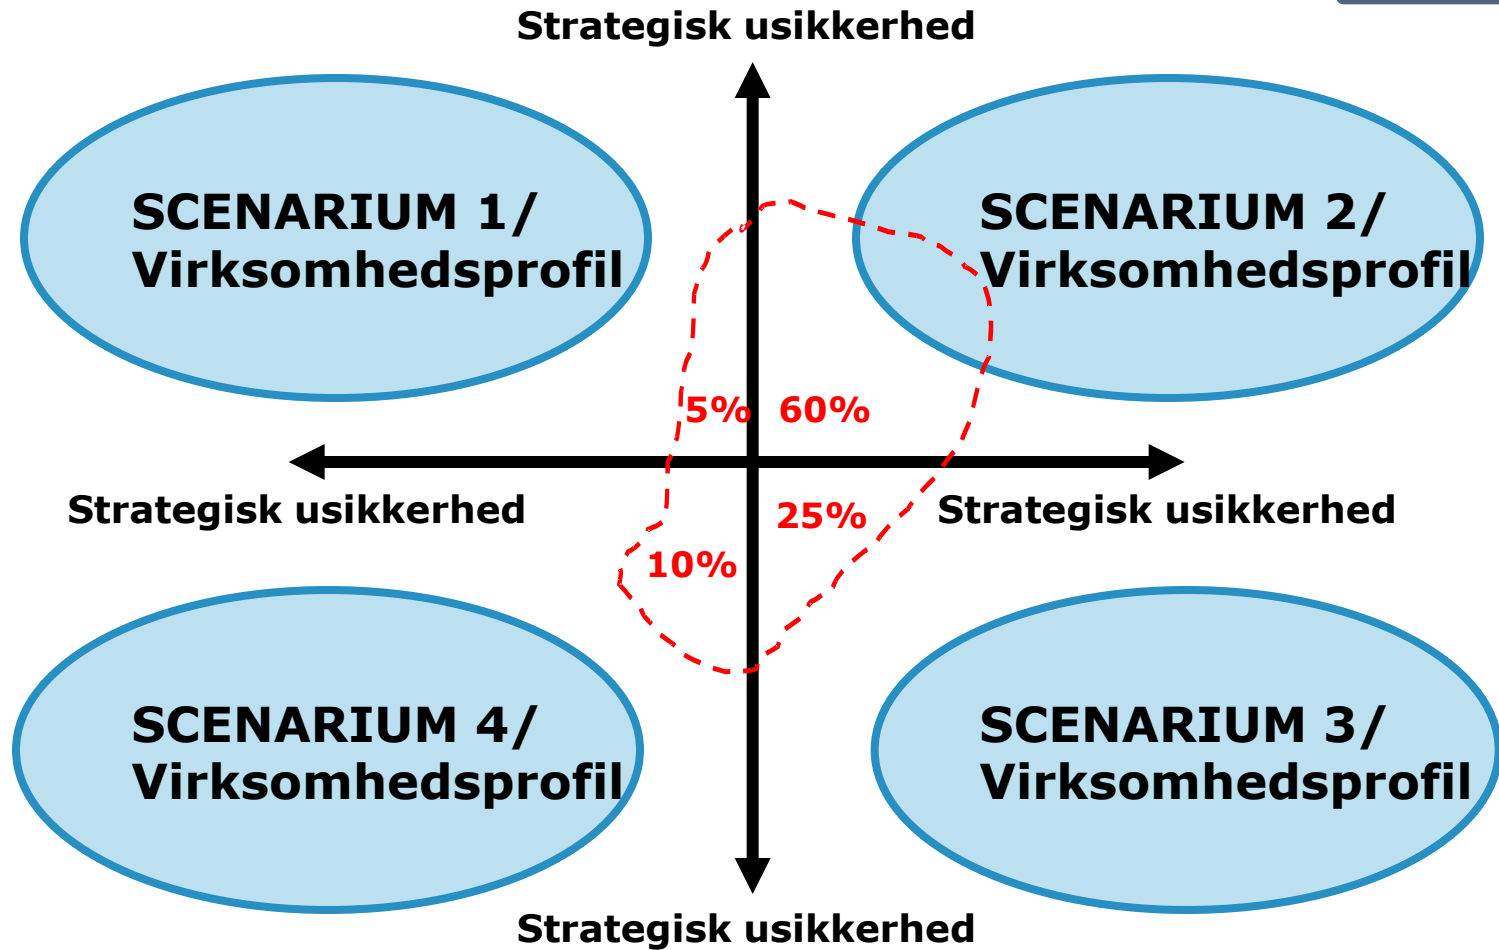 Strategisk usikkerhed
SCENARIUM 1/
Virksomhedsprofil
SCENARIUM 2/
Virksomhedsprofil
5%
60%
Strategisk usikkerhed
Strategisk usikkerhed
25%
10%
SCENARIUM 4/
Virksomhedsprofil
SCENARIUM 3/
Virksomhedsprofil
Strategisk usikkerhed